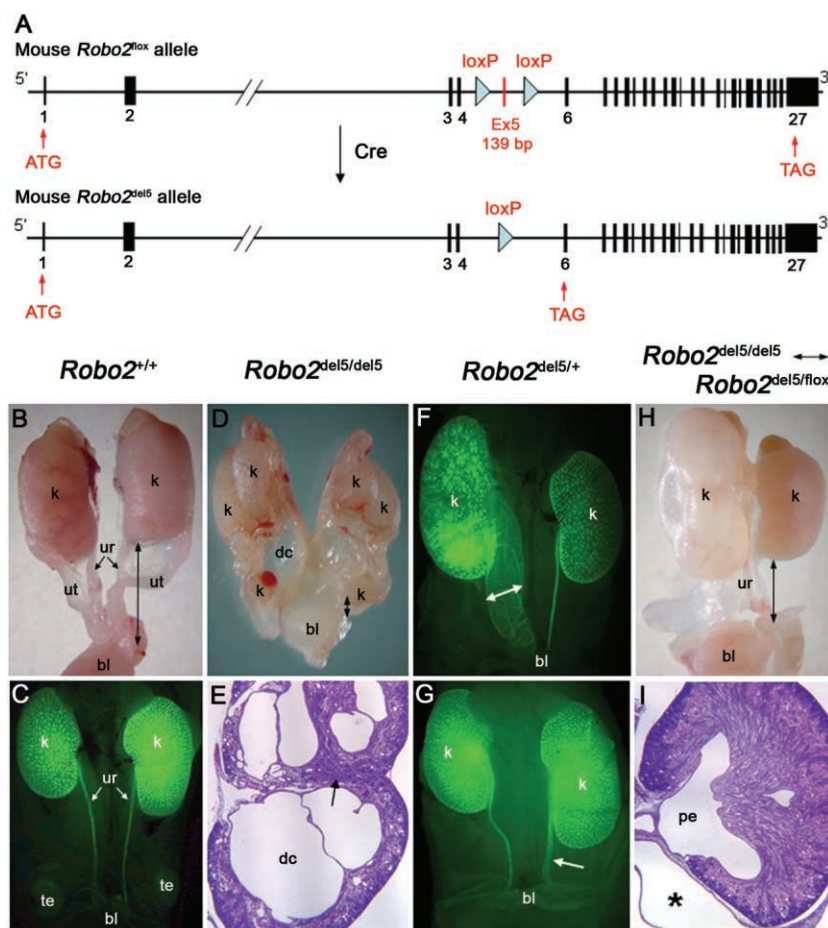 A
Mouse Robo2flox allele
loxP loxP
5' 3'
1 2 3 4 Ex5 6 27
139 bp
ATG Cre TAG
Mouse Robo2del5 allele
loxP
5' 3'
1 2 3 4 6 27
ATG TAG
Robo2+/+ Robo2del5/del5 Robo2del5/+ Robo2del5/del5
Robo2del5/flox
B
k k
ur
ut ut
bl
D
k k
k k
dc
k k
bl
F
k k
bl
H
k k
ur
bl
C
k k
ur
te te
bl
E
dc
G
k k
bl
I
pe
*